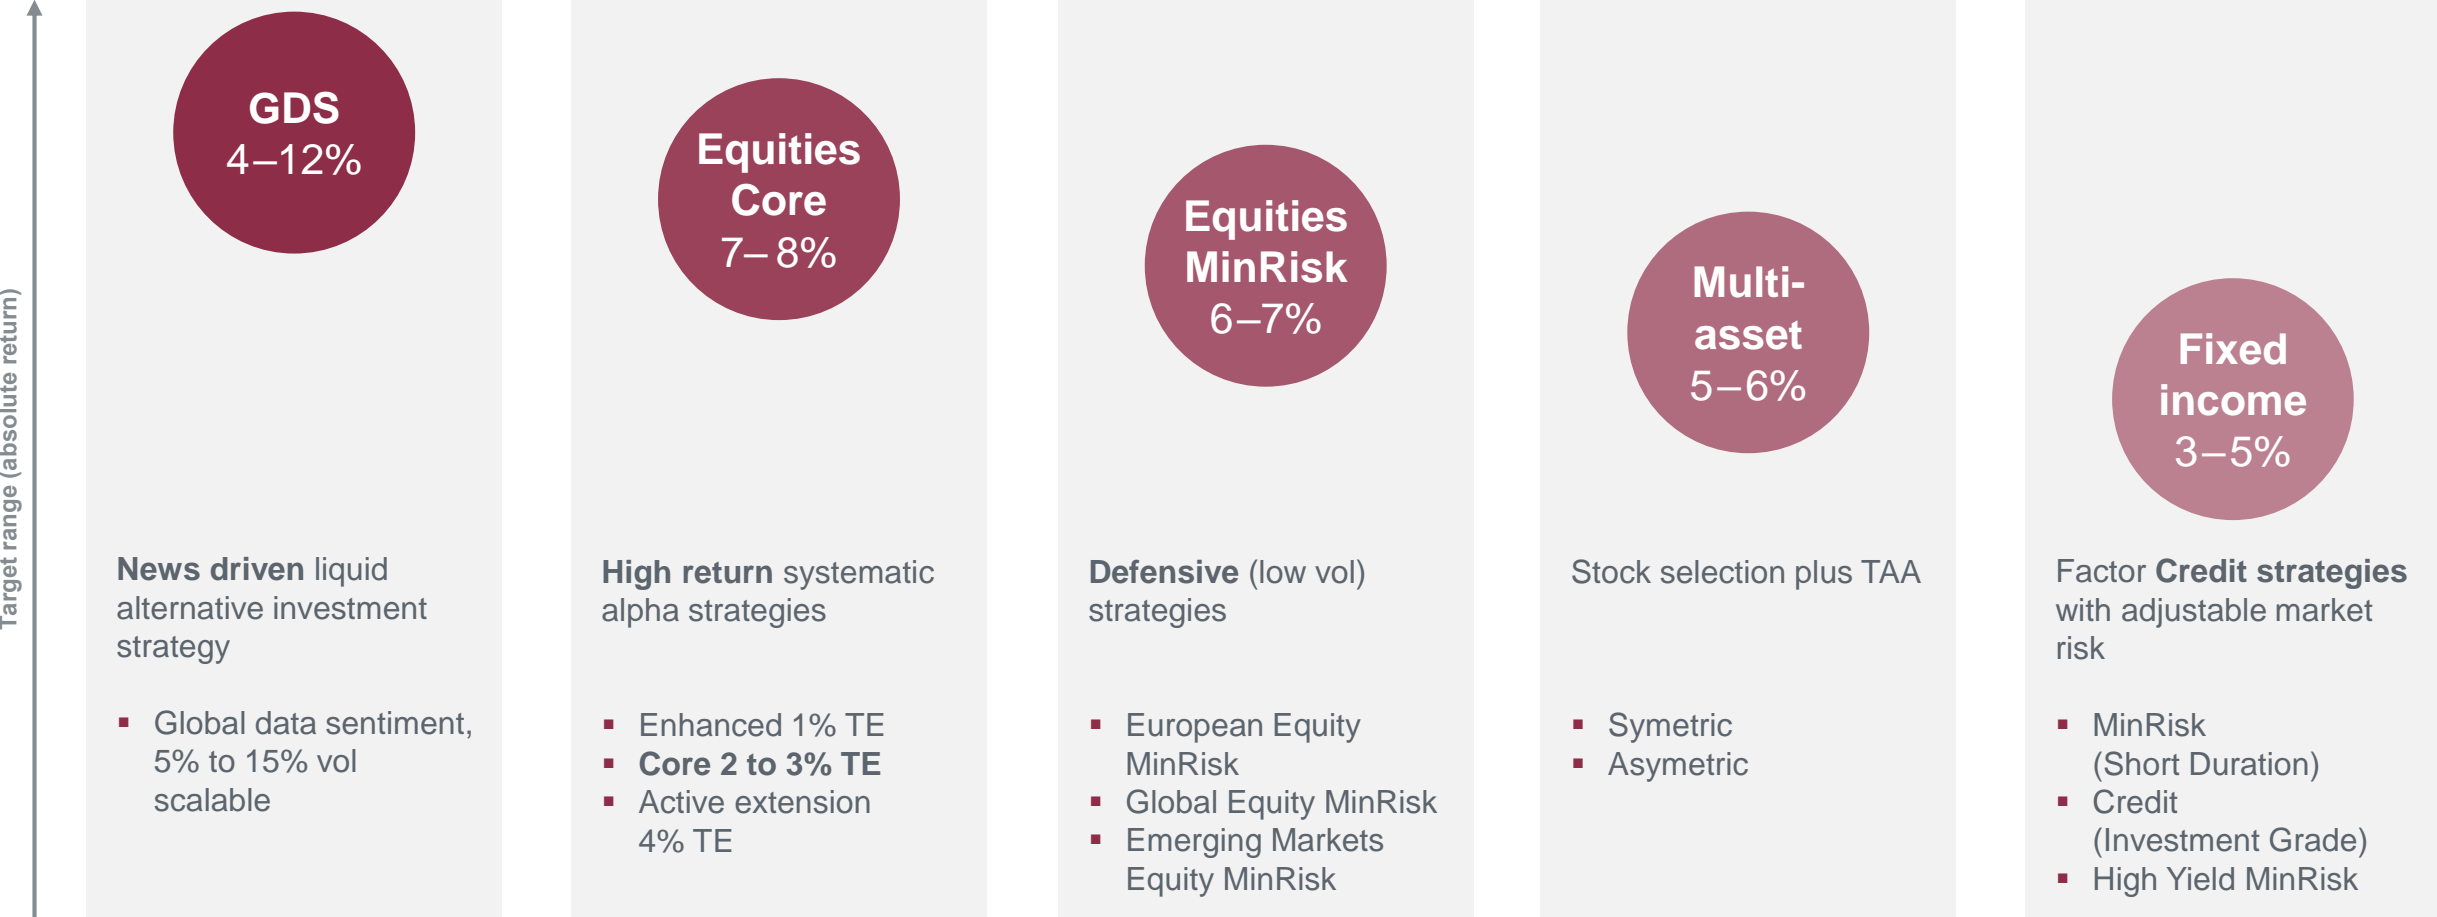 Target range (absolute return)
GDS
4–12%
News driven liquid
alternative investment
strategy
▪ Global data sentiment,
5% to 15% vol
scalable
Equities
Core
7– 8%
High return systematic
alpha strategies
▪ Enhanced 1% TE
▪ Core 2 to 3% TE
▪ Active extension
4% TE
Equities
MinRisk
6–7%
Defensive (low vol)
strategies
▪ European Equity
MinRisk
▪ Global Equity MinRisk
▪ Emerging Markets
Equity MinRisk
Multi-
asset
5–6%
Stock selection plus TAA
▪ Symetric
▪ Asymetric
Fixed
income
3–5%
Factor Credit strategies
with adjustable market
risk
▪ MinRisk
(Short Duration)
▪ Credit
(Investment Grade)
▪ High Yield MinRisk